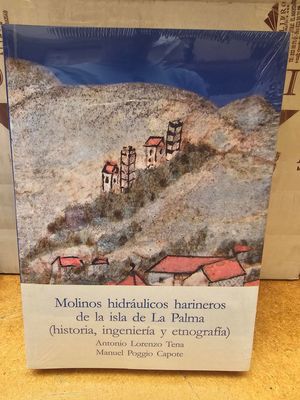 Molinos hidráulicos harineros
de la isla de La Palma
(historia, ingeniería y etnografía)
Antonio Lorenzo Tena
Manuel Poggio Capote